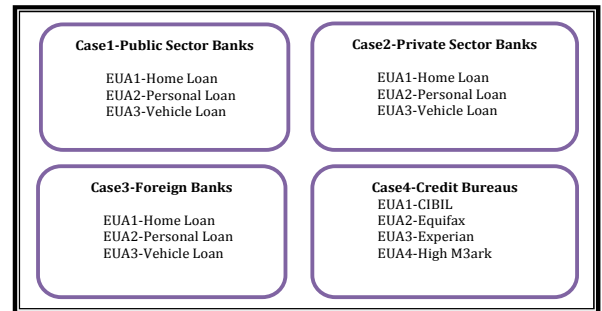 Case1-Public Sector Banks
EUA1-Home Loan
EUA2-Personal Loan
EUA3-Vehicle Loan
Case2-Private Sector Banks
EUA1-Home Loan
EUA2-Personal Loan
EUA3-Vehicle Loan
Case3-Foreign Banks
EUA1-Home Loan
EUA2-Personal Loan
EUA3-Vehicle Loan
Case4-Credit Bureaus
EUA1-CIBIL
EUA2-Equifax
EUA3-Experian
EUA4-High M3ark